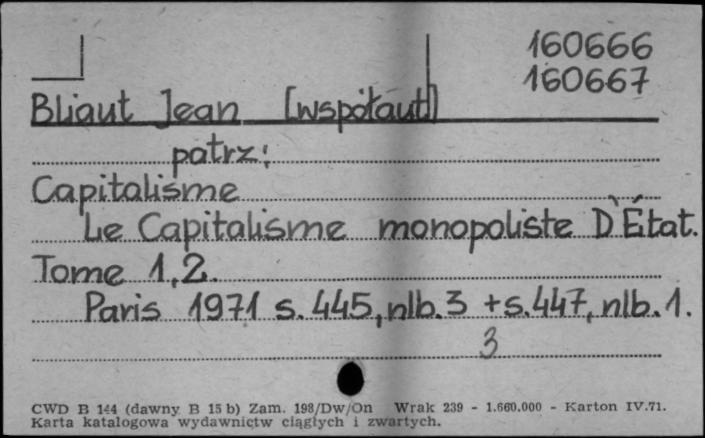 160666
160667
Bliaut Jean [współaut]
patrz:
Capitalisme
Le Capitalisme monopoliste D'État.
Tome 1,2.
Paris 1971 s. 445, nlb. 3 + s. 447, nlb. 1.
3
CWD B 144 (dawny B 15 b) Zam. 198/Dw/On Wrak 239 - 1.660.000 - Karton IV.71.
Karta katalogowa wydawnictw ciągłych i zwartych.